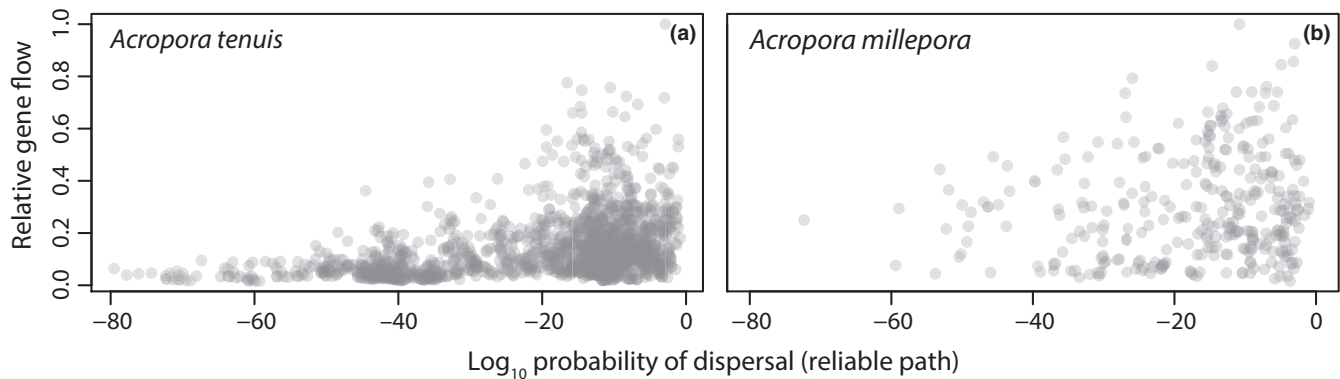 Acropora tenuis
(a)
Acropora millepora
(b)
Relative gene flow
1.0
0.8
0.6
0.4
0.2
0.0
−80 −60 −40 −20 0
−80 −60 −40 −20 0
Log₁₀ probability of dispersal (reliable path)